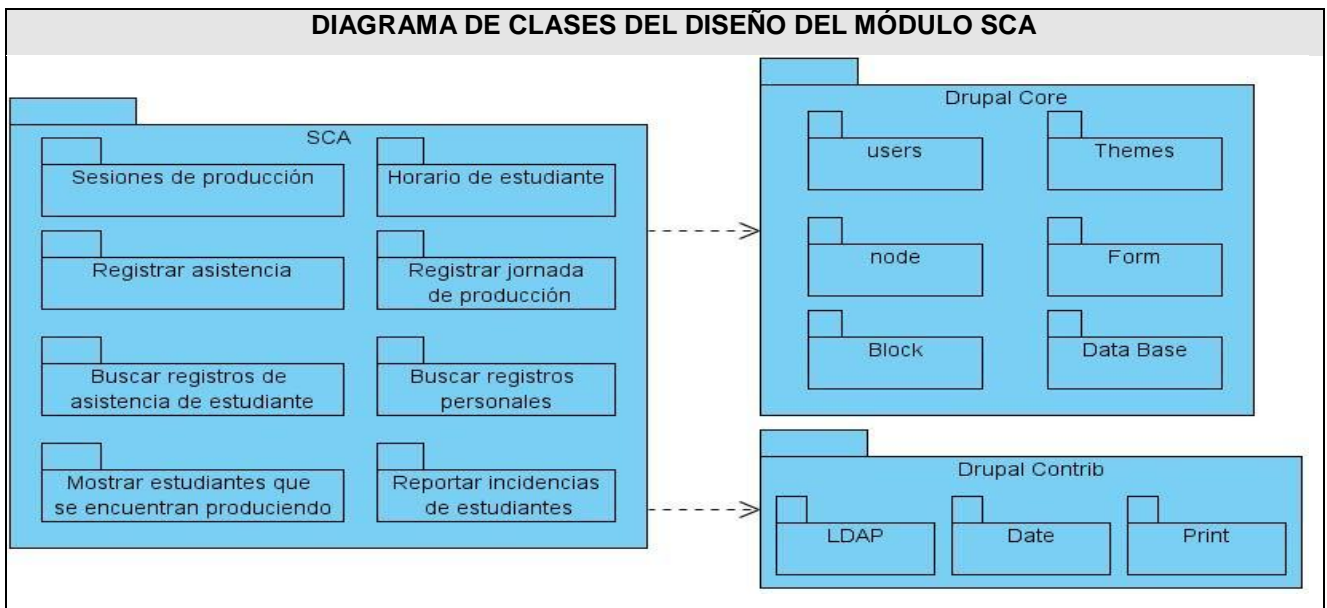 DIAGRAMA DE CLASES DEL DISEÑO DEL MÓDULO SCA
SCA
Sesiones de producción
Horario de estudiante
Registrar asistencia
Registrar jornada
de producción
Buscar registros de
asistencia de estudiante
Buscar registros
personales
Mostrar estudiantes que
se encuentran produciendo
Reportar incidencias
de estudiantes
Drupal Core
users
Themes
node
Form
Block
Data Base
Drupal Contrib
LDAP
Date
Print